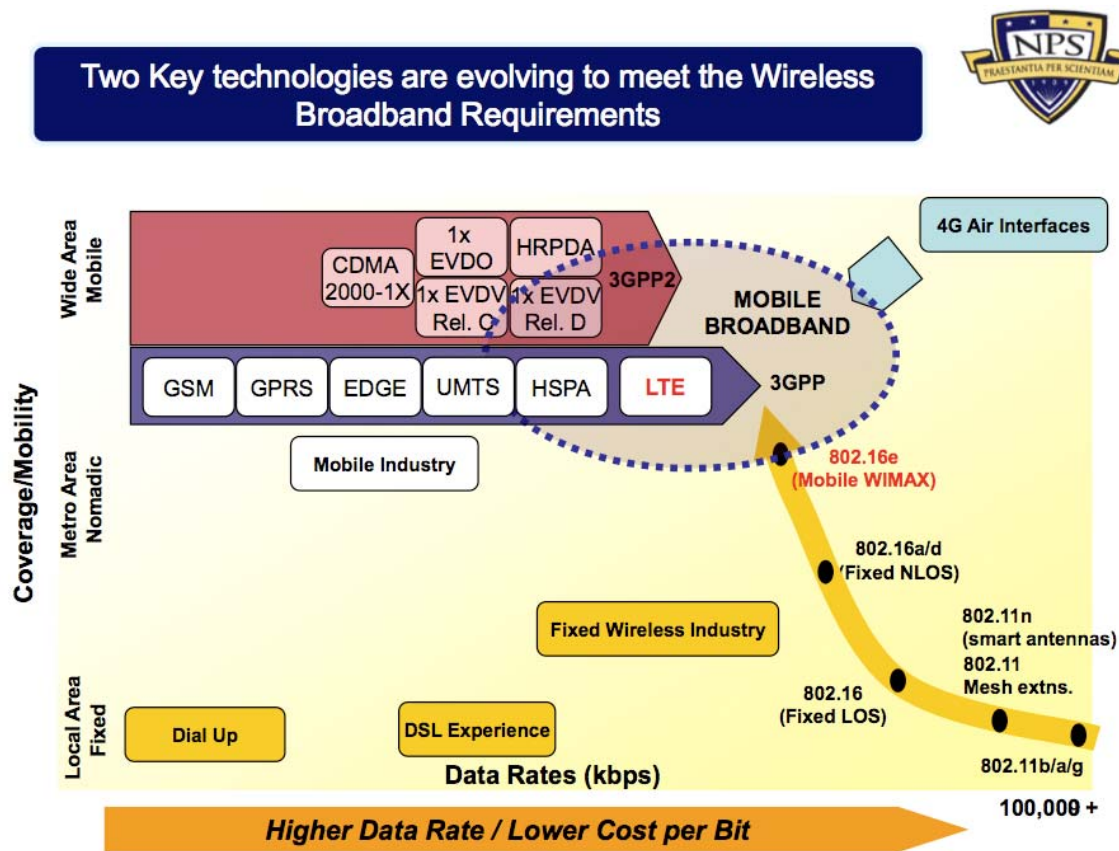 NPS
PRAESTANTIA PER SCIENTIAM
Two Key technologies are evolving to meet the Wireless
Broadband Requirements
Coverage/Mobility
Wide Area
Mobile
Metro Area
Nomadic
Local Area
Fixed
4G Air Interfaces
1x
EVDO
HRPDA
CDMA
2000-1X
3GPP2
1x EVDV
Rel. C
1x EVDV
Rel. D
MOBILE
BROADBAND
GSM
GPRS
EDGE
UMTS
HSPA
LTE
3GPP
Mobile Industry
802.16e
(Mobile WIMAX)
802.16a/d
(Fixed NLOS)
Fixed Wireless Industry
802.11n
(smart antennas)
802.11
Mesh extns.
802.16
(Fixed LOS)
Dial Up
DSL Experience
802.11b/a/g
Data Rates (kbps)
100,000 +
Higher Data Rate / Lower Cost per Bit